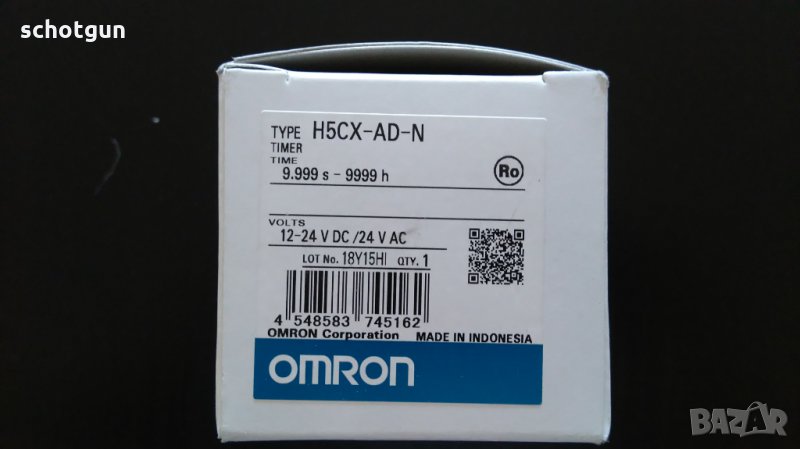 schotgun
TYPE H5CX-AD-N
TIMER
TIME
9.999 s - 9999 h
Ro
VOLTS
12-24 V DC /24 V AC
LOT No. 18Y15HI QTY. 1
4 548583 745162
OMRON Corporation MADE IN INDONESIA
OMRON
BAZAR